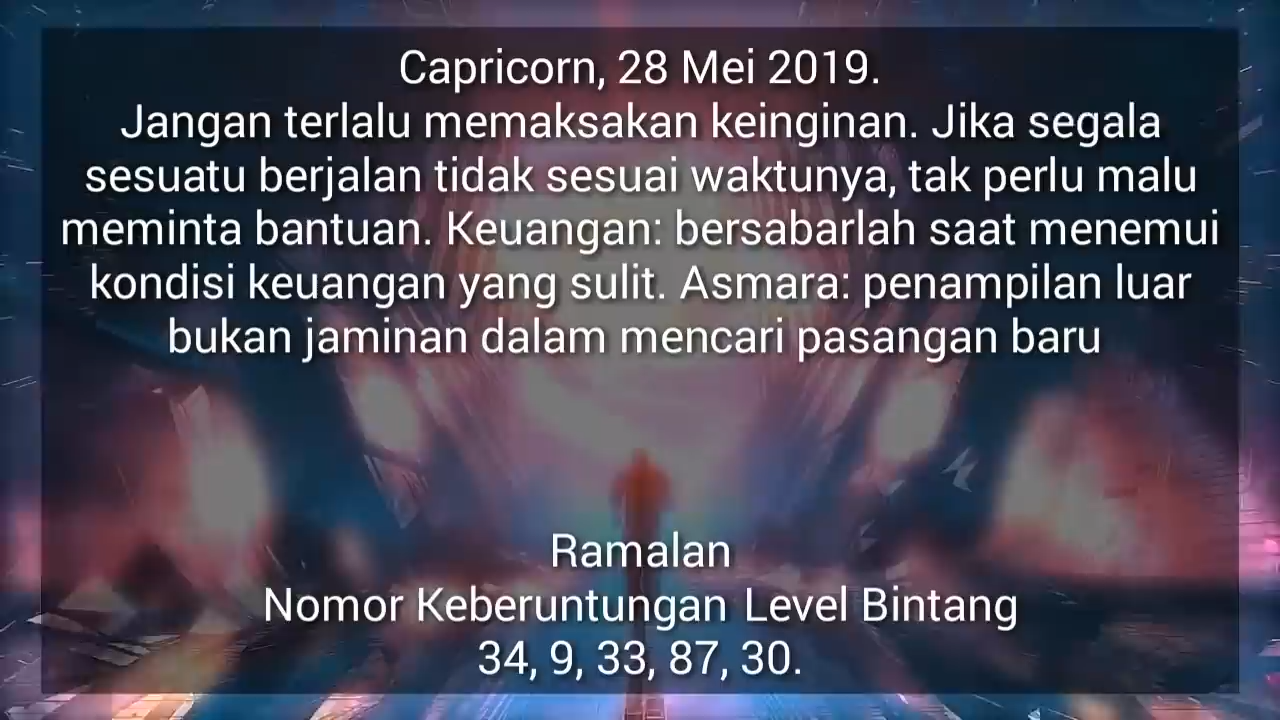 Capricorn, 28 Mei 2019.
Jangan terlalu memaksakan keinginan. Jika segala
sesuatu berjalan tidak sesuai waktunya, tak perlu malu
meminta bantuan. Keuangan: bersabarlah saat menemui
kondisi keuangan yang sulit. Asmara: penampilan luar
bukan jaminan dalam mencari pasangan baru
Ramalan
Nomor Keberuntungan Level Bintang
34, 9, 33, 87, 30.